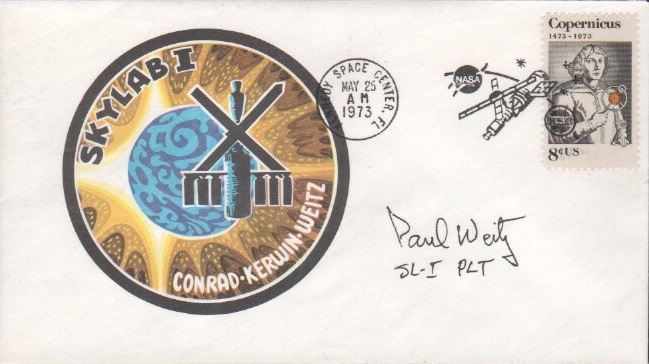 SKYLAB I
CONRAD·KERWIN·WEITZ
KENNEDY SPACE CENTER, FL
MAY 25
AM
1973
NASA
Copernicus
1473-1973
8¢US
Paul Weitz
SL-I PLT